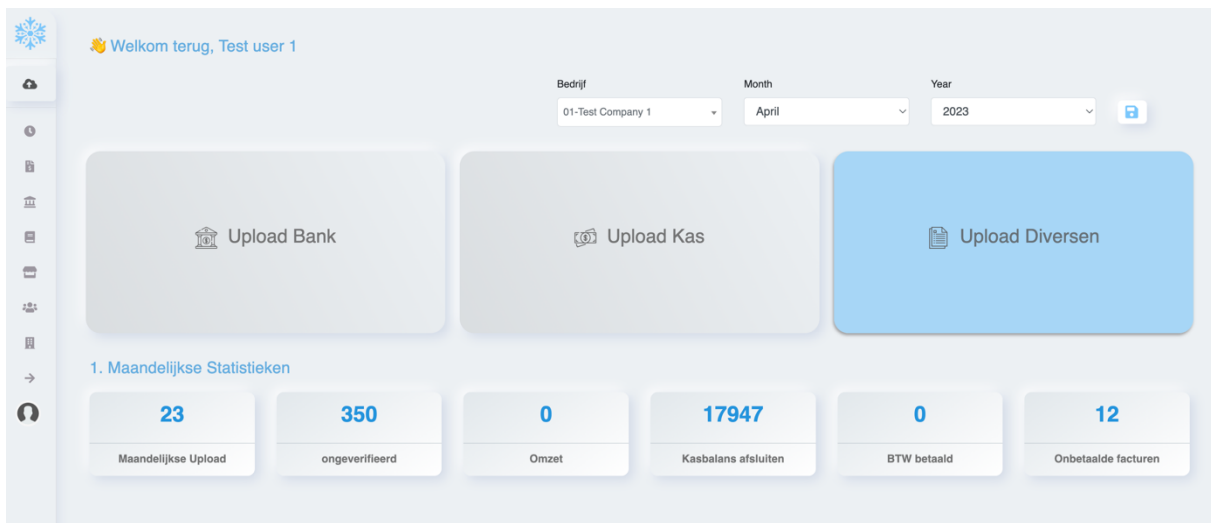 👋 Welkom terug, Test user 1
Bedrijf Month Year
01-Test Company 1 April 2023
Upload Bank Upload Kas Upload Diversen
1. Maandelijkse Statistieken
23 350 0 17947 0 12
Maandelijkse Upload ongeverifieerd Omzet Kasbalans afsluiten BTW betaald Onbetaalde facturen